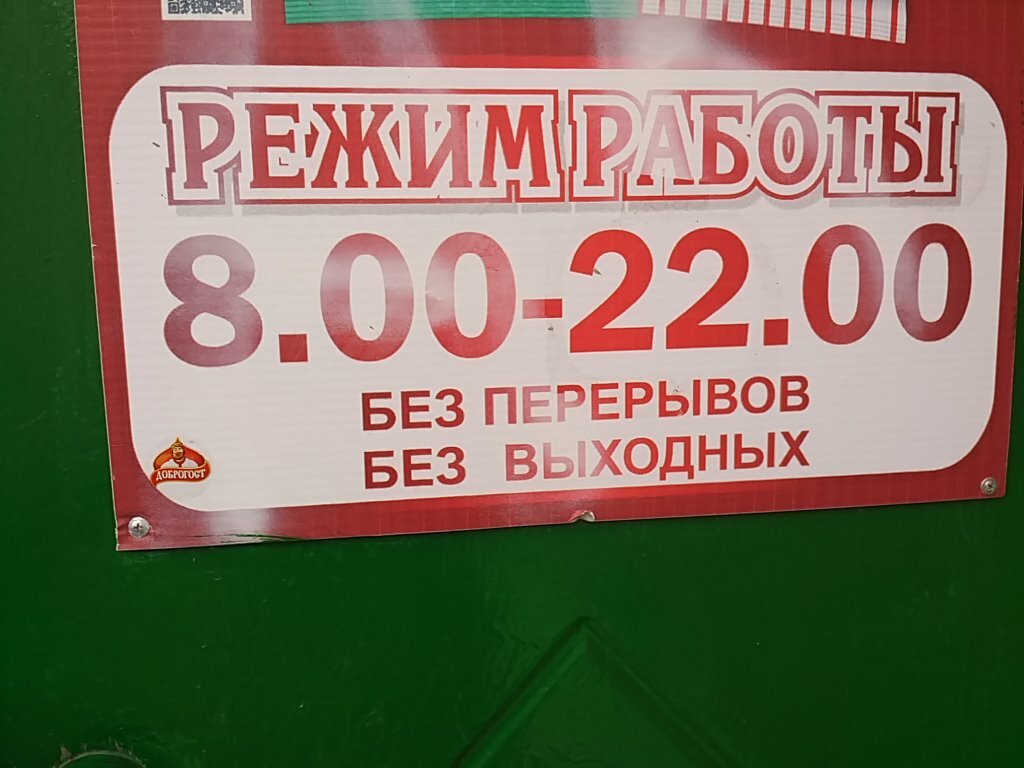 РЕЖИМ РАБОТЫ
8.00-22.00
БЕЗ ПЕРЕРЫВОВ
БЕЗ ВЫХОДНЫХ
ДОБРОГОСТ